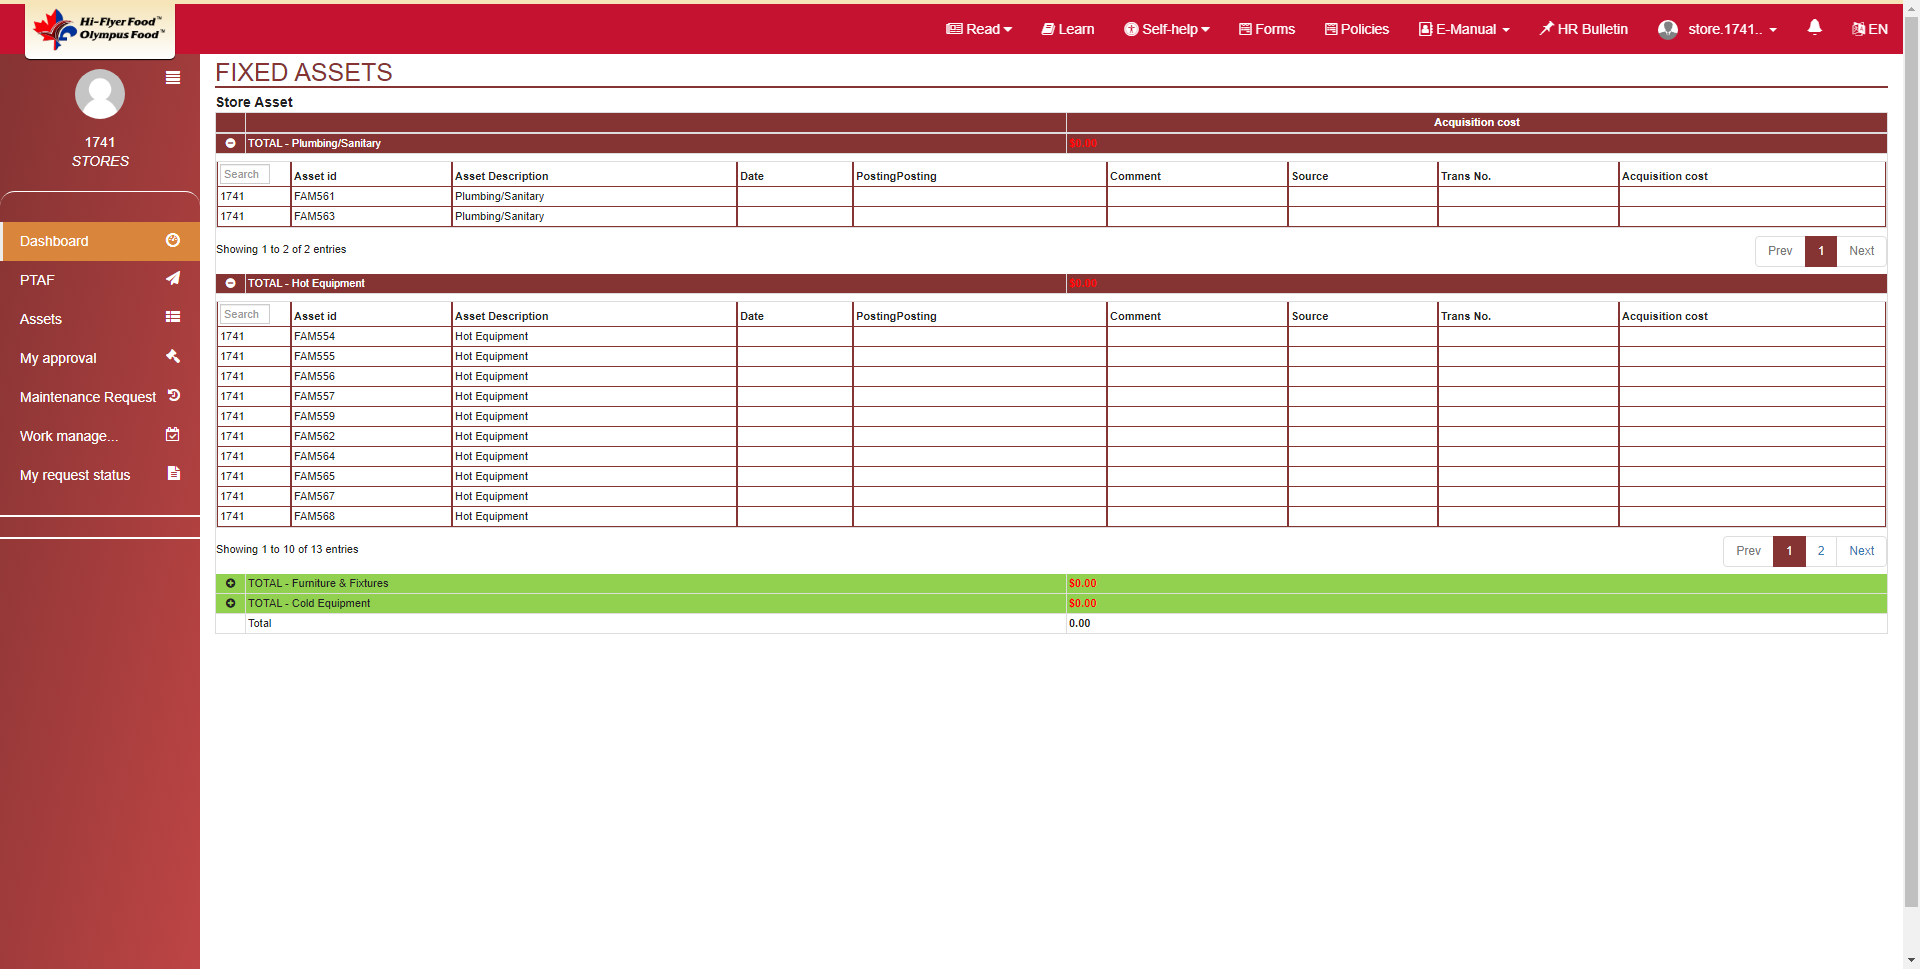 Hi-Flyer Food™
Olympus Food™
Read Learn Self-help Forms Policies E-Manual HR Bulletin store.1741.. EN
1741
STORES
Dashboard
PTAF
Assets
My approval
Maintenance Request
Work manage...
My request status
FIXED ASSETS
Store Asset
Acquisition cost
TOTAL - Plumbing/Sanitary $0.00
Search Asset id Asset Description Date PostingPosting Comment Source Trans No. Acquisition cost
1741 FAM561 Plumbing/Sanitary
1741 FAM563 Plumbing/Sanitary
Showing 1 to 2 of 2 entries
Prev 1 Next
TOTAL - Hot Equipment $0.00
Search Asset id Asset Description Date PostingPosting Comment Source Trans No. Acquisition cost
1741 FAM554 Hot Equipment
1741 FAM555 Hot Equipment
1741 FAM556 Hot Equipment
1741 FAM557 Hot Equipment
1741 FAM559 Hot Equipment
1741 FAM562 Hot Equipment
1741 FAM564 Hot Equipment
1741 FAM565 Hot Equipment
1741 FAM567 Hot Equipment
1741 FAM568 Hot Equipment
Showing 1 to 10 of 13 entries
Prev 1 2 Next
TOTAL - Furniture & Fixtures $0.00
TOTAL - Cold Equipment $0.00
Total 0.00